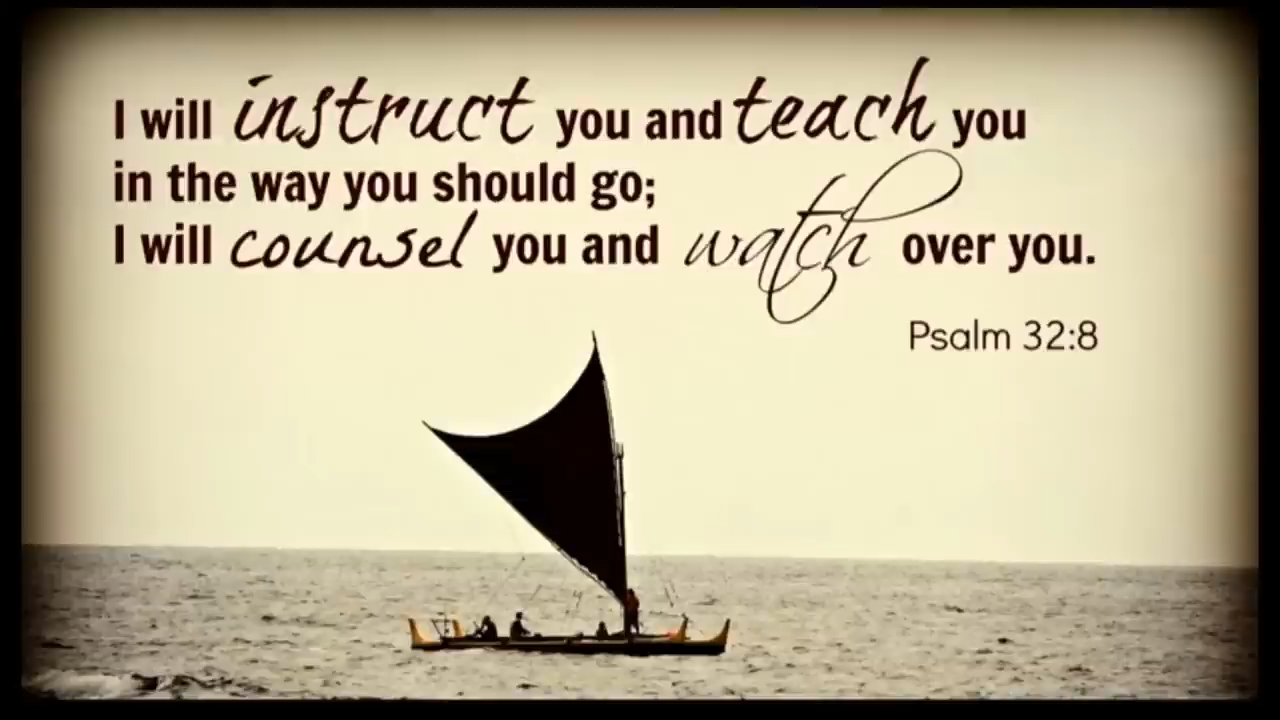 I will instruct you and teach you
in the way you should go;
I will counsel you and watch over you.
Psalm 32:8